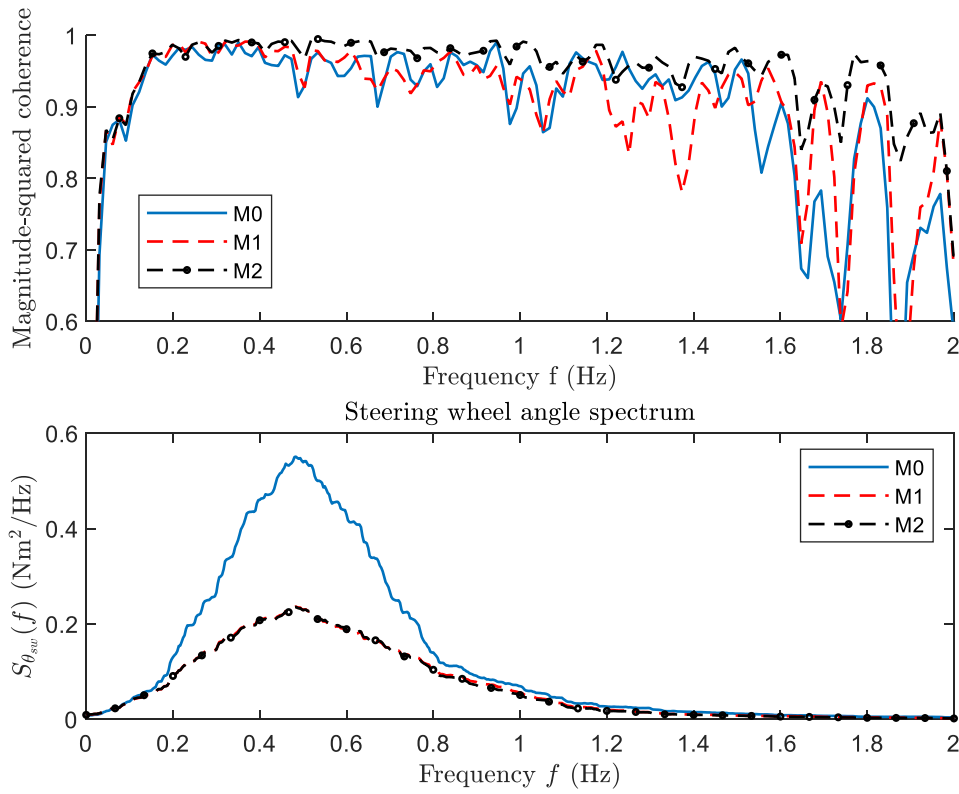 Magnitude-squared coherence
1
0.9
0.8
0.7
0.6
M0
M1
M2
0 0.2 0.4 0.6 0.8 1 1.2 1.4 1.6 1.8 2
Frequency f (Hz)
Steering wheel angle spectrum
S_{θ_{sw}}(f) (Nm²/Hz)
0.6
0.4
0.2
0
M0
M1
M2
0 0.2 0.4 0.6 0.8 1 1.2 1.4 1.6 1.8 2
Frequency f (Hz)